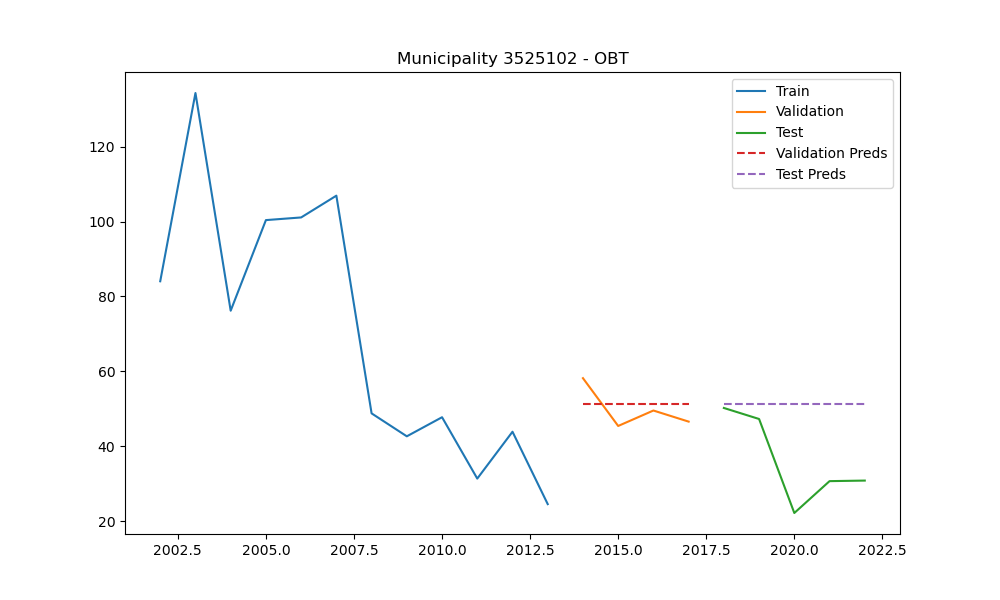 Municipality 3525102 - OBT
Train
Validation
Test
Validation Preds
Test Preds
120
100
80
60
40
20
2002.5 2005.0 2007.5 2010.0 2012.5 2015.0 2017.5 2020.0 2022.5